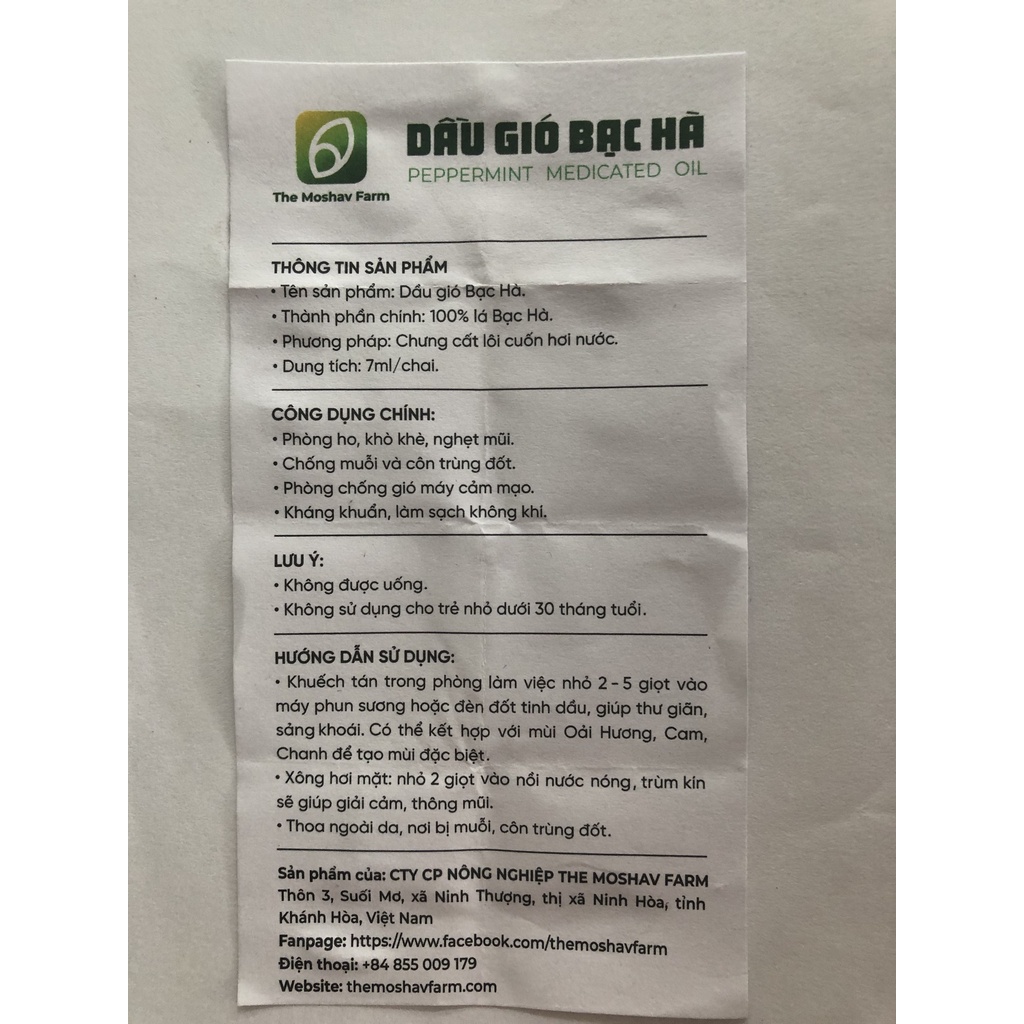 The Moshav Farm
DẦU GIÓ BẠC HÀ
PEPPERMINT MEDICATED OIL
THÔNG TIN SẢN PHẨM
• Tên sản phẩm: Dầu gió Bạc Hà.
• Thành phần chính: 100% lá Bạc Hà.
• Phương pháp: Chưng cất lôi cuốn hơi nước.
• Dung tích: 7ml/chai.
CÔNG DỤNG CHÍNH:
• Phòng ho, khò khè, nghẹt mũi.
• Chống muỗi và côn trùng đốt.
• Phòng chống gió máy cảm mạo.
• Kháng khuẩn, làm sạch không khí.
LƯU Ý:
• Không được uống.
• Không sử dụng cho trẻ nhỏ dưới 30 tháng tuổi.
HƯỚNG DẪN SỬ DỤNG:
• Khuếch tán trong phòng làm việc nhỏ 2 - 5 giọt vào
máy phun sương hoặc đèn đốt tinh dầu, giúp thư giãn,
sảng khoái. Có thể kết hợp với mùi Oải Hương, Cam,
Chanh để tạo mùi đặc biệt.
• Xông hơi mặt: nhỏ 2 giọt vào nồi nước nóng, trùm kín
sẽ giúp giải cảm, thông mũi.
• Thoa ngoài da, nơi bị muỗi, côn trùng đốt.
Sản phẩm của: CTY CP NÔNG NGHIỆP THE MOSHAV FARM
Thôn 3, Suối Mơ, xã Ninh Thượng, thị xã Ninh Hòa, tỉnh
Khánh Hòa, Việt Nam
Fanpage: https://www.facebook.com/themoshavfarm
Điện thoại: +84 855 009 179
Website: themoshavfarm.com